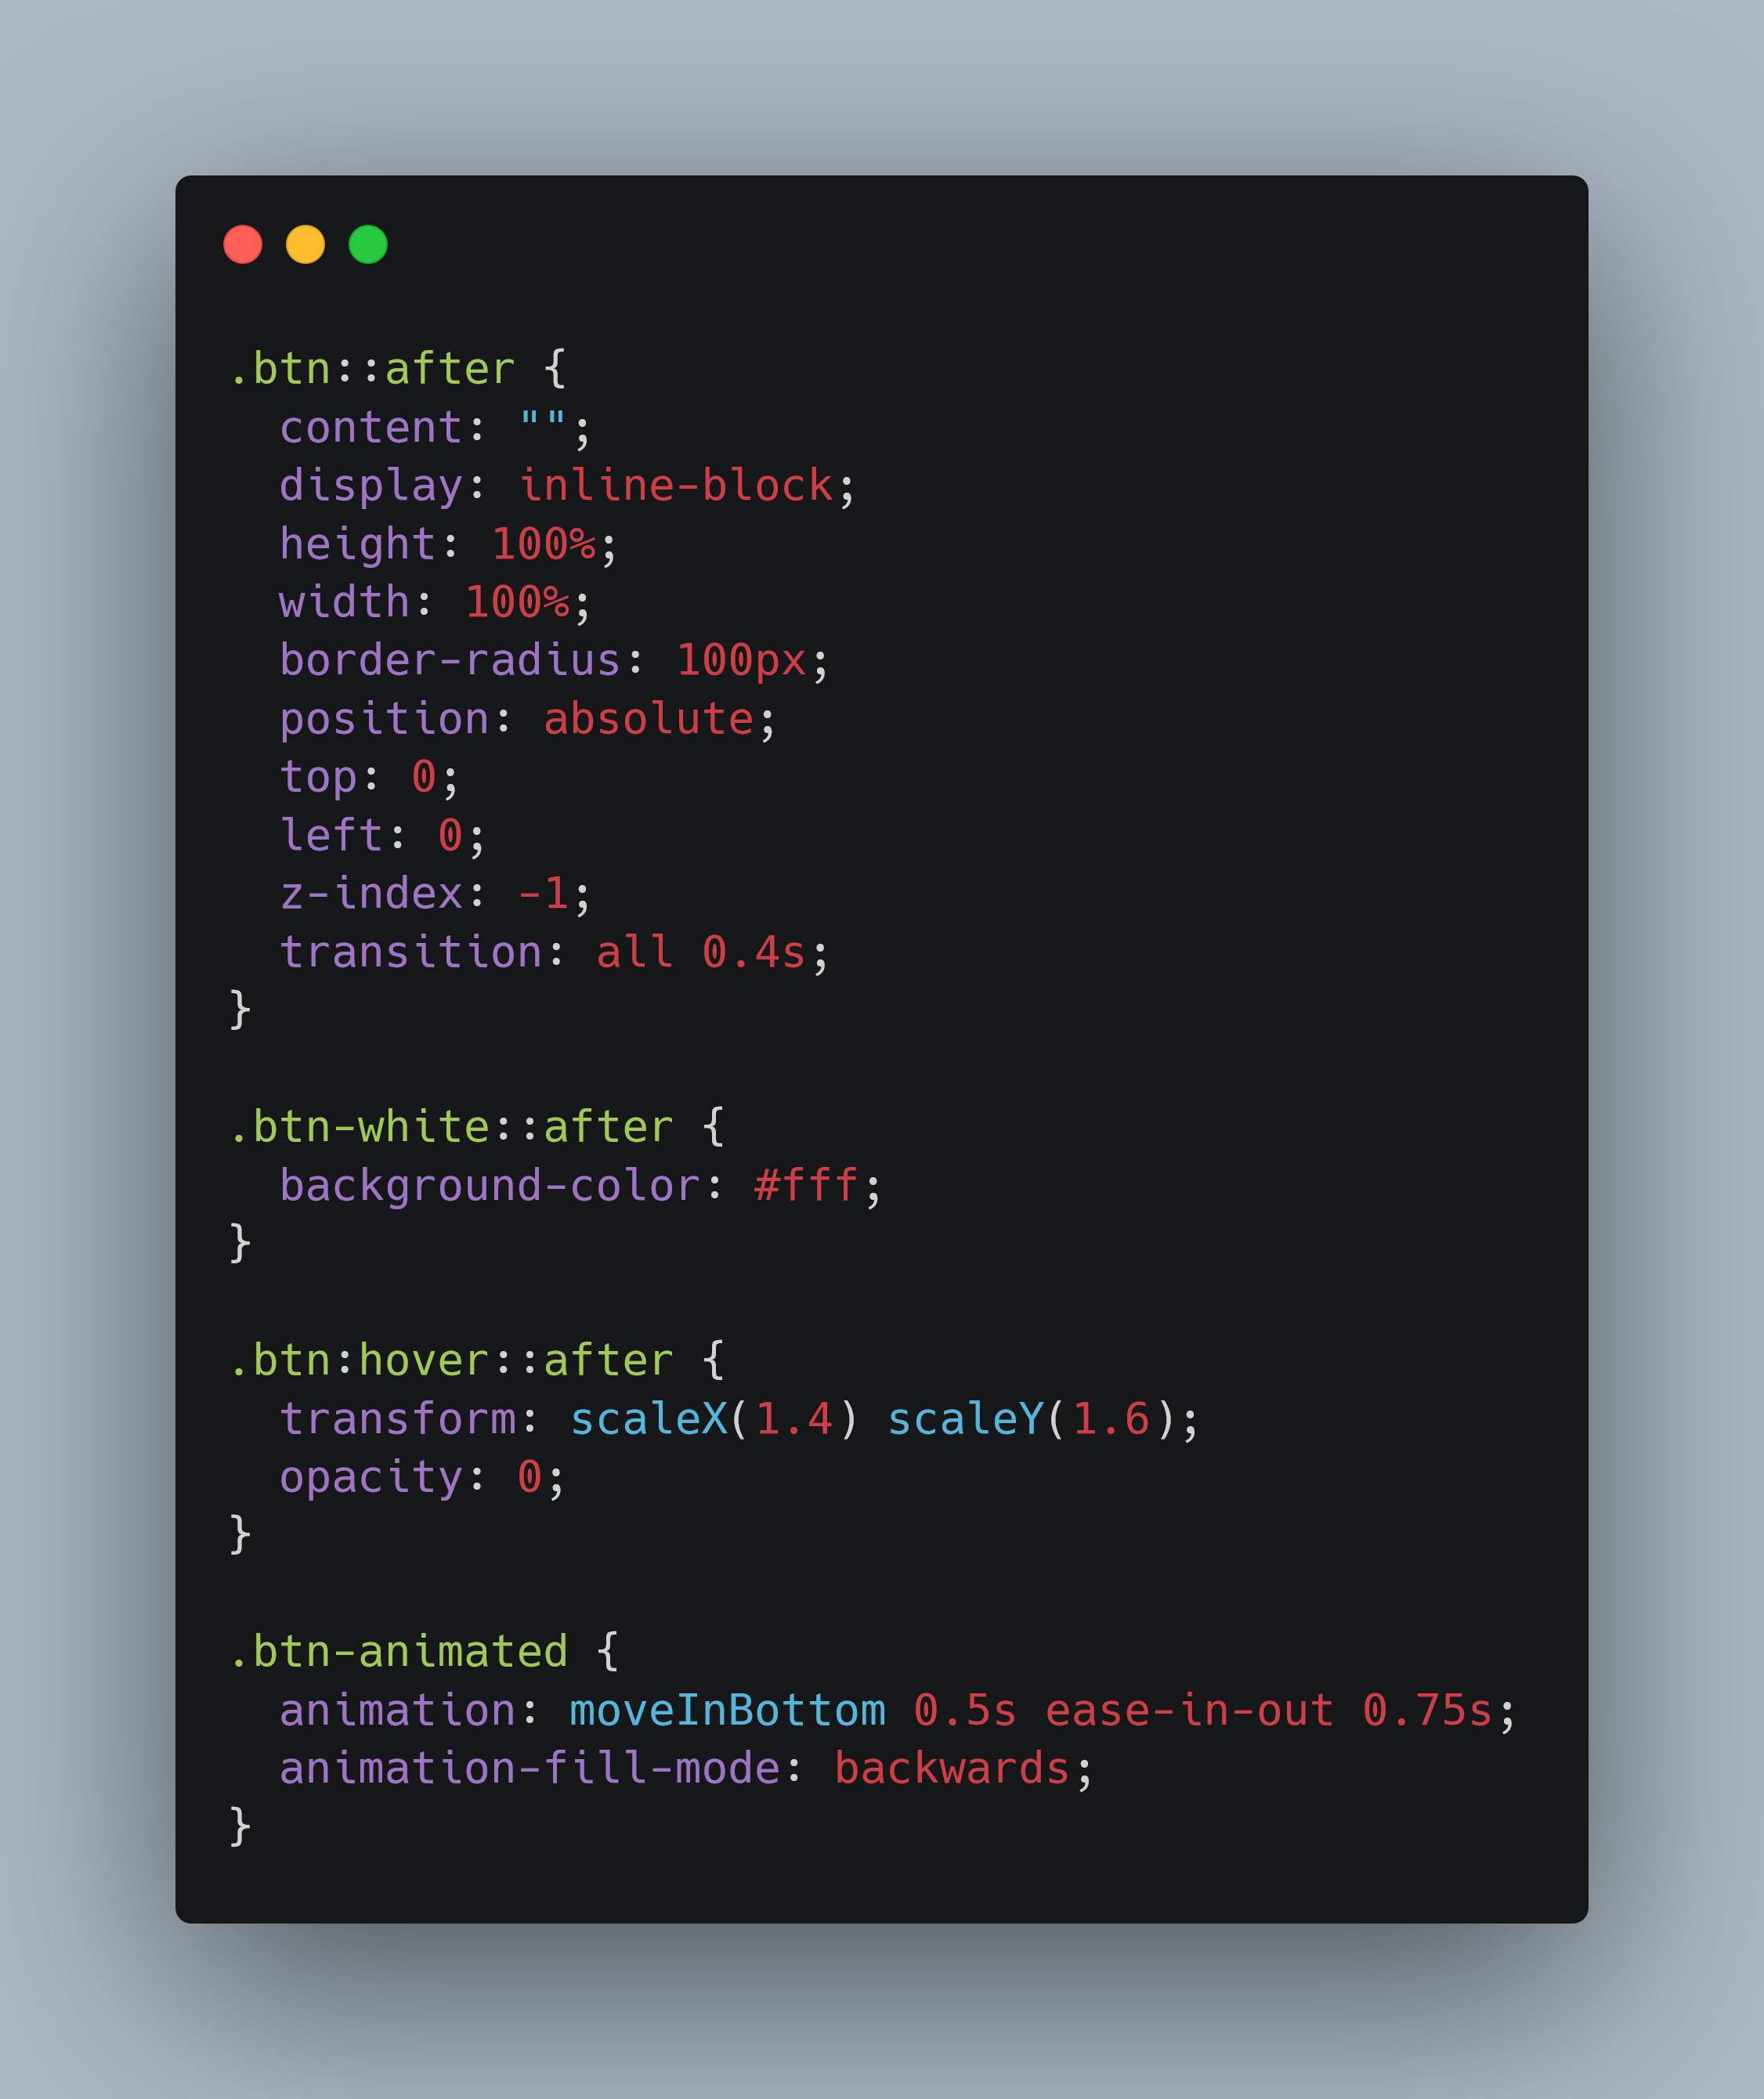 .btn::after {
  content: "";
  display: inline-block;
  height: 100%;
  width: 100%;
  border-radius: 100px;
  position: absolute;
  top: 0;
  left: 0;
  z-index: -1;
  transition: all 0.4s;
}

.btn-white::after {
  background-color: #fff;
}

.btn:hover::after {
  transform: scaleX(1.4) scaleY(1.6);
  opacity: 0;
}

.btn-animated {
  animation: moveInBottom 0.5s ease-in-out 0.75s;
  animation-fill-mode: backwards;
}